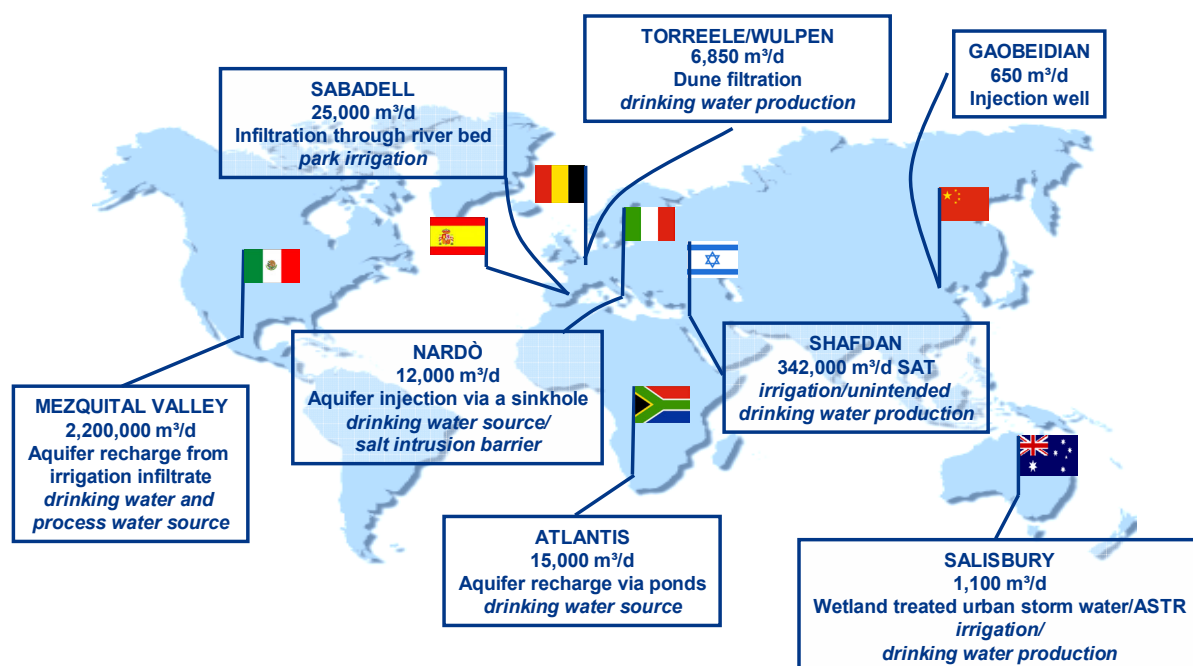 TORREELE/WULPEN
6,850 m³/d
Dune filtration
drinking water production
GAOBEIDIAN
650 m³/d
Injection well
SABADELL
25,000 m³/d
Infiltration through river bed
park irrigation
NARDÒ
12,000 m³/d
Aquifer injection via a sinkhole
drinking water source/
salt intrusion barrier
SHAFDAN
342,000 m³/d SAT
irrigation/unintended
drinking water production
MEZQUITAL VALLEY
2,200,000 m³/d
Aquifer recharge from
irrigation infiltrate
drinking water and
process water source
ATLANTIS
15,000 m³/d
Aquifer recharge via ponds
drinking water source
SALISBURY
1,100 m³/d
Wetland treated urban storm water/ASTR
irrigation/
drinking water production